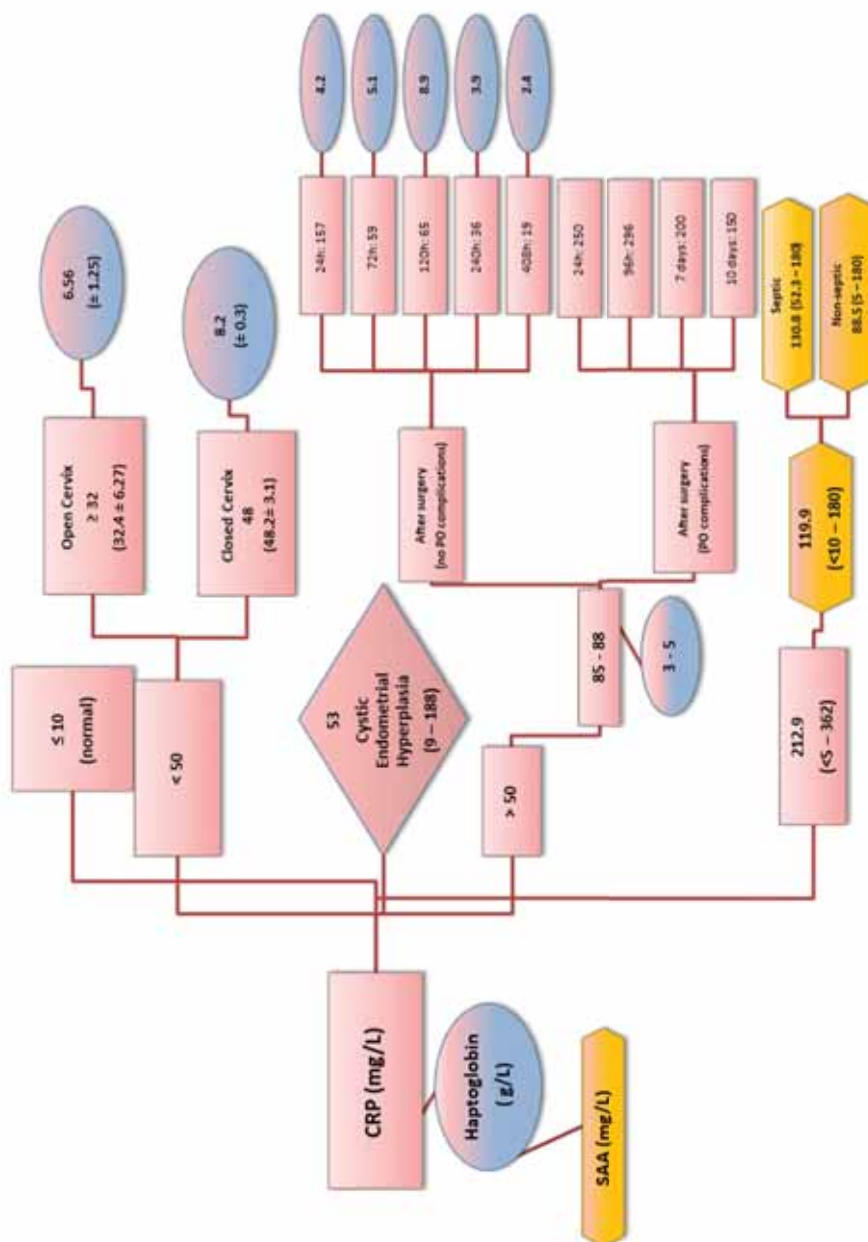 CRP (mg/L)
Haptoglobin
( g/L)
SAA (mg/L)
≤ 10
(normal)
< 50
Open Cervix
≥ 32
(32.4 ± 6.27)
6.56
(± 1.25)
Closed Cervix
48
(48.2± 3.1)
8.2
(± 0.3)
53
Cystic
Endometrial
Hyperplasia
(9 – 188)
> 50
85 - 88
3 - 5
After surgery
(no PO complications)
24h: 157
4.2
72h: 59
5.1
120h: 65
8.9
240h: 36
3.9
408h: 19
2.4
After surgery
(PO complications)
24h: 250
96h: 296
7 days: 200
10 days: 150
212.9
(<5 – 362)
119.9
(<10 – 180)
Septic
130.8 (52.3 –180)
Non-septic
88.5 (5 –180)